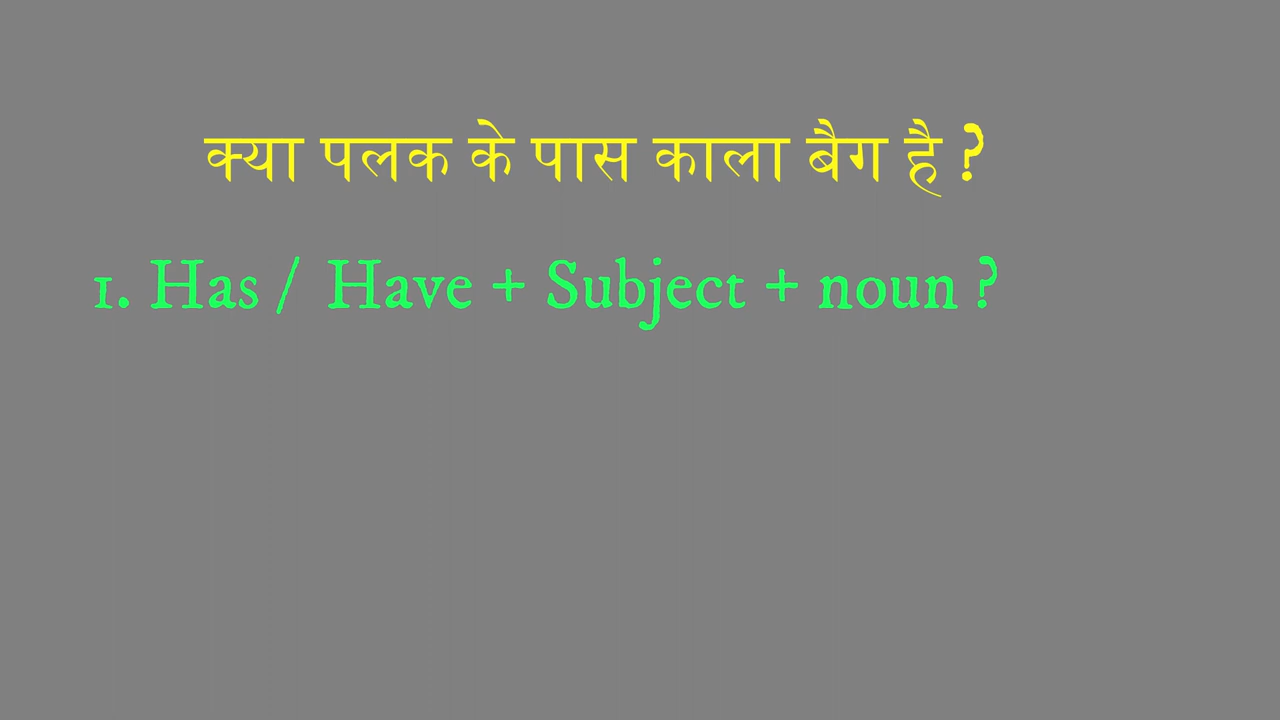 क्या पलक के पास काला बैग है ?
1. Has / Have + Subject + noun ?